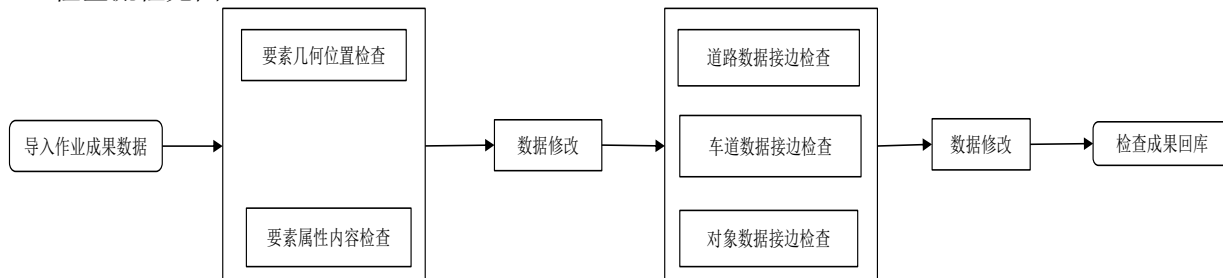 要素几何位置检查
道路数据接边检查
导入作业成果数据
数据修改
车道数据接边检查
数据修改
检查成果回库
要素属性内容检查
对象数据接边检查